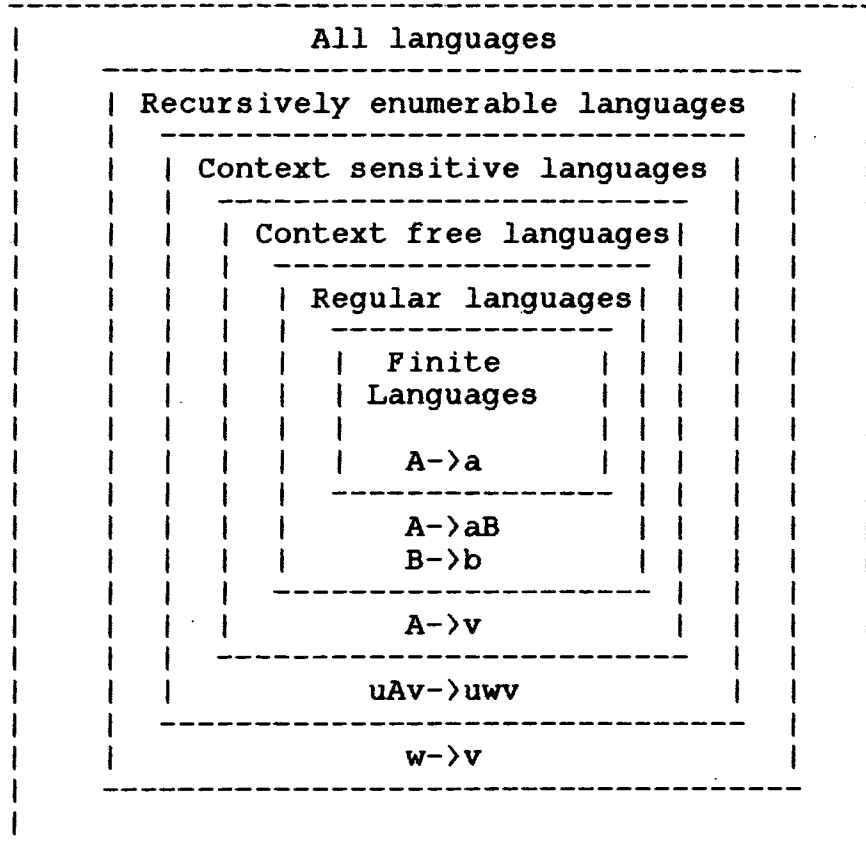 All languages
Recursively enumerable languages
Context sensitive languages
Context free languages
Regular languages
Finite
Languages
A->a
A->aB
B->b
A->v
uAv->uwv
w->v